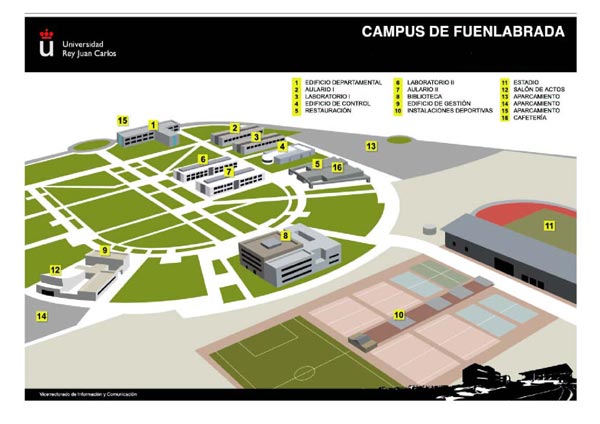 CAMPUS DE FUENLABRADA
u
Universidad
Rey Juan Carlos
1 EDIFICIO DEPARTAMENTAL
2 AULARIO I
3 LABORATORIO I
4 EDIFICIO DE CONTROL
5 RESTAURACIÓN
6 LABORATORIO II
7 AULARIO II
8 BIBLIOTECA
9 EDIFICIO DE GESTIÓN
10 INSTALACIONES DEPORTIVAS
11 ESTADIO
12 SALÓN DE ACTOS
13 APARCAMIENTO
14 APARCAMIENTO
15 APARCAMIENTO
16 CAFETERÍA
15
1
2
3
4
13
6
5
16
7
8
11
9
12
14
10
Vicerrectorado de Información y Comunicación